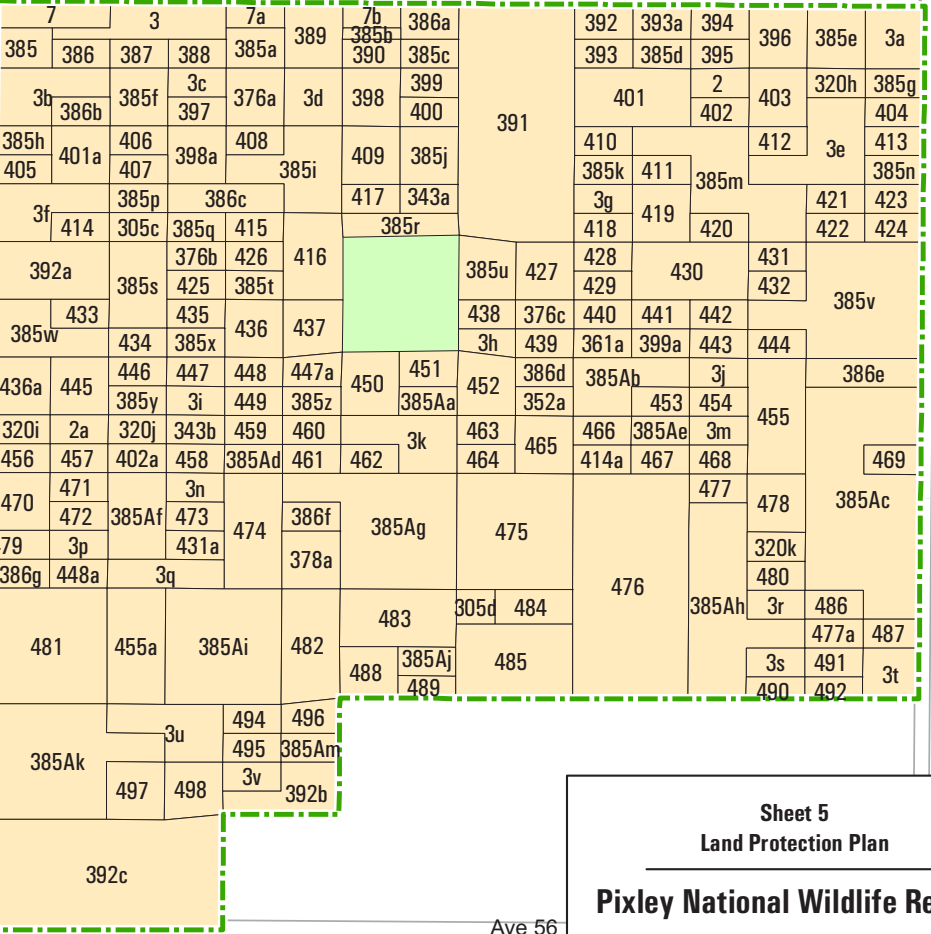 7 3 7a 389 7b 386a 391 392 393a 394 396 385e 3a
385b
385 386 387 388 385a 390 385c 393 385d 395
3b 385f 3c 376a 3d 398 399 401 2 403 320h 385g
386b 397 400 402 404
385h 401a 406 398a 408 385i 409 385j 410 411 385m 412 3e 413
405 407 385k 385n
3f 385p 386c 417 343a 3g 419 421 423
414 305c 385q 415 416 385r 418 420 422 424
392a 385s 376b 426 385u 427 428 430 431 385v
425 385t 429 432
385w 433 435 436 437 438 376c 440 441 442
434 385x 3h 439 361a 399a 443 444
436a 445 446 447 448 447a 450 451 452 386d 385Ab 3j 455 386e
385y 3i 449 385z 385Aa 352a 453 454
320i 2a 320j 343b 459 460 3k 463 465 466 385Ae 3m
456 457 402a 458 385Ad 461 462 464 414a 467 468 469
470 471 385Af 3n 474 386f 385Ag 475 476 477 478 385Ac
472 473 378a
79 3p 431a 320k
386g 448a 3q 480
481 455a 385Ai 482 483 305d 484 385Ah 3r 486
485 477a 487
488 385Aj 3s 491 3t
489 490 492
385Ak 3u 494 496
495 385Am
497 498 3v 392b
392c
Sheet 5
Land Protection Plan
Pixley National Wildlife Re
Ave 56